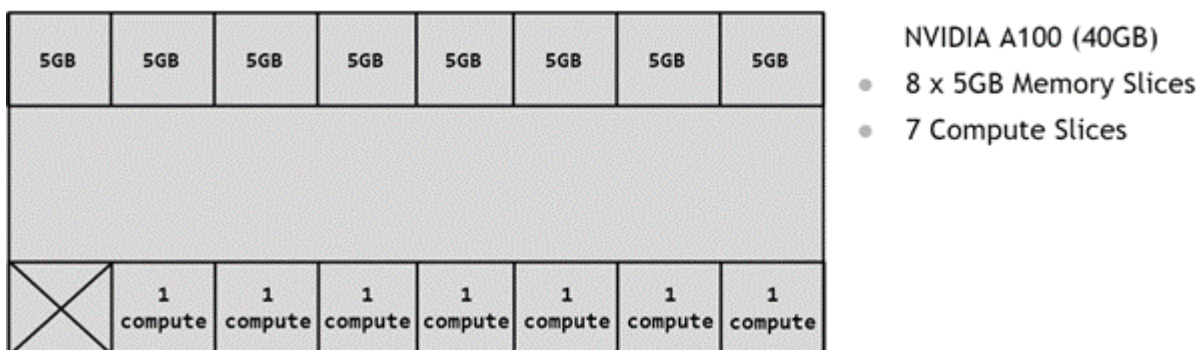 5GB 5GB 5GB 5GB 5GB 5GB 5GB 5GB
1 1 1 1 1 1 1
compute compute compute compute compute compute compute
NVIDIA A100 (40GB)
8 x 5GB Memory Slices
7 Compute Slices